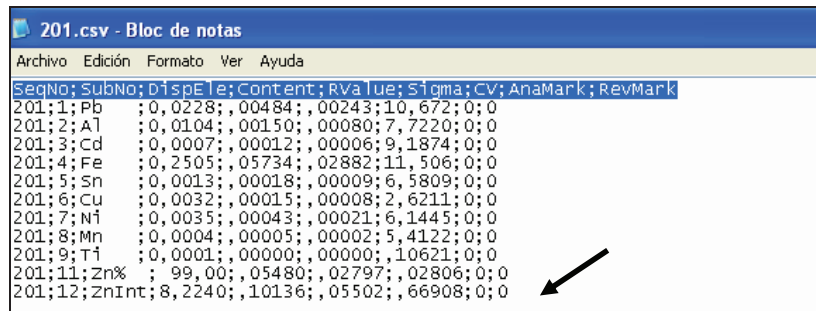 201.csv - Bloc de notas
Archivo Edición Formato Ver Ayuda
SeqNo;SubNo;DispEle;Content;RValue;Sigma;CV;AnaMark;RevMark
201;1;Pb    ;0,0228;,00484;,00243;10,672;0;0
201;2;Al    ;0,0104;,00150;,00080;7,7220;0;0
201;3;Cd    ;0,0007;,00012;,00006;9,1874;0;0
201;4;Fe    ;0,2505;,05734;,02882;11,506;0;0
201;5;Sn    ;0,0013;,00018;,00009;6,5809;0;0
201;6;Cu    ;0,0032;,00015;,00008;2,6211;0;0
201;7;Ni    ;0,0035;,00043;,00021;6,1445;0;0
201;8;Mn    ;0,0004;,00005;,00002;5,4122;0;0
201;9;Ti    ;0,0001;,00000;,00000;,10621;0;0
201;11;Zn%  ; 99,00;,05480;,02797;,02806;0;0
201;12;ZnInt;8,2240;,10136;,05502;,66908;0;0